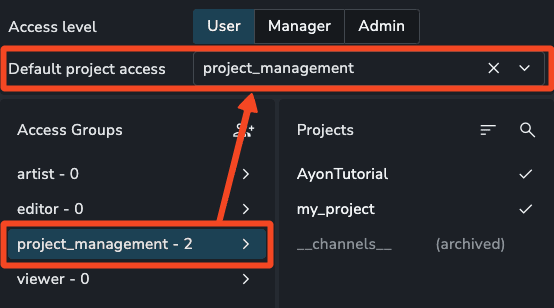 Access level User Manager Admin
Default project access project_management
Access Groups
artist - 0
editor - 0
project_management - 2
viewer - 0
Projects
AyonTutorial
my_project
__channels__ (archived)